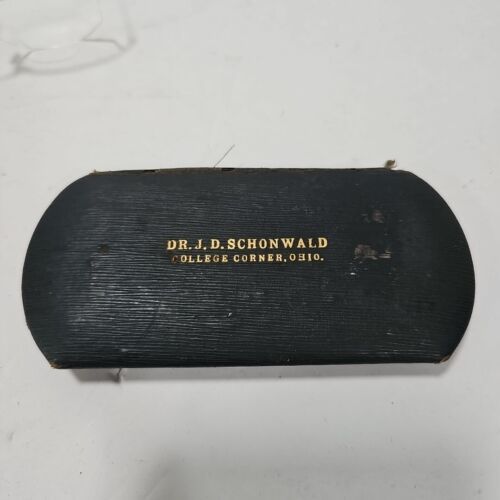 DR. J. D. SCHONWALD
COLLEGE CORNER, OHIO.